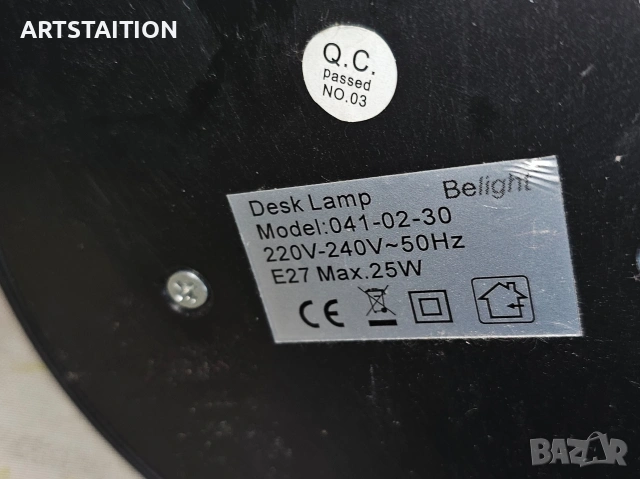 ARTSTAITION
Q.C.
passed
NO.03
Desk Lamp Belight
Model:041-02-30
220V-240V~50Hz
E27 Max.25W
CE
BAZAR